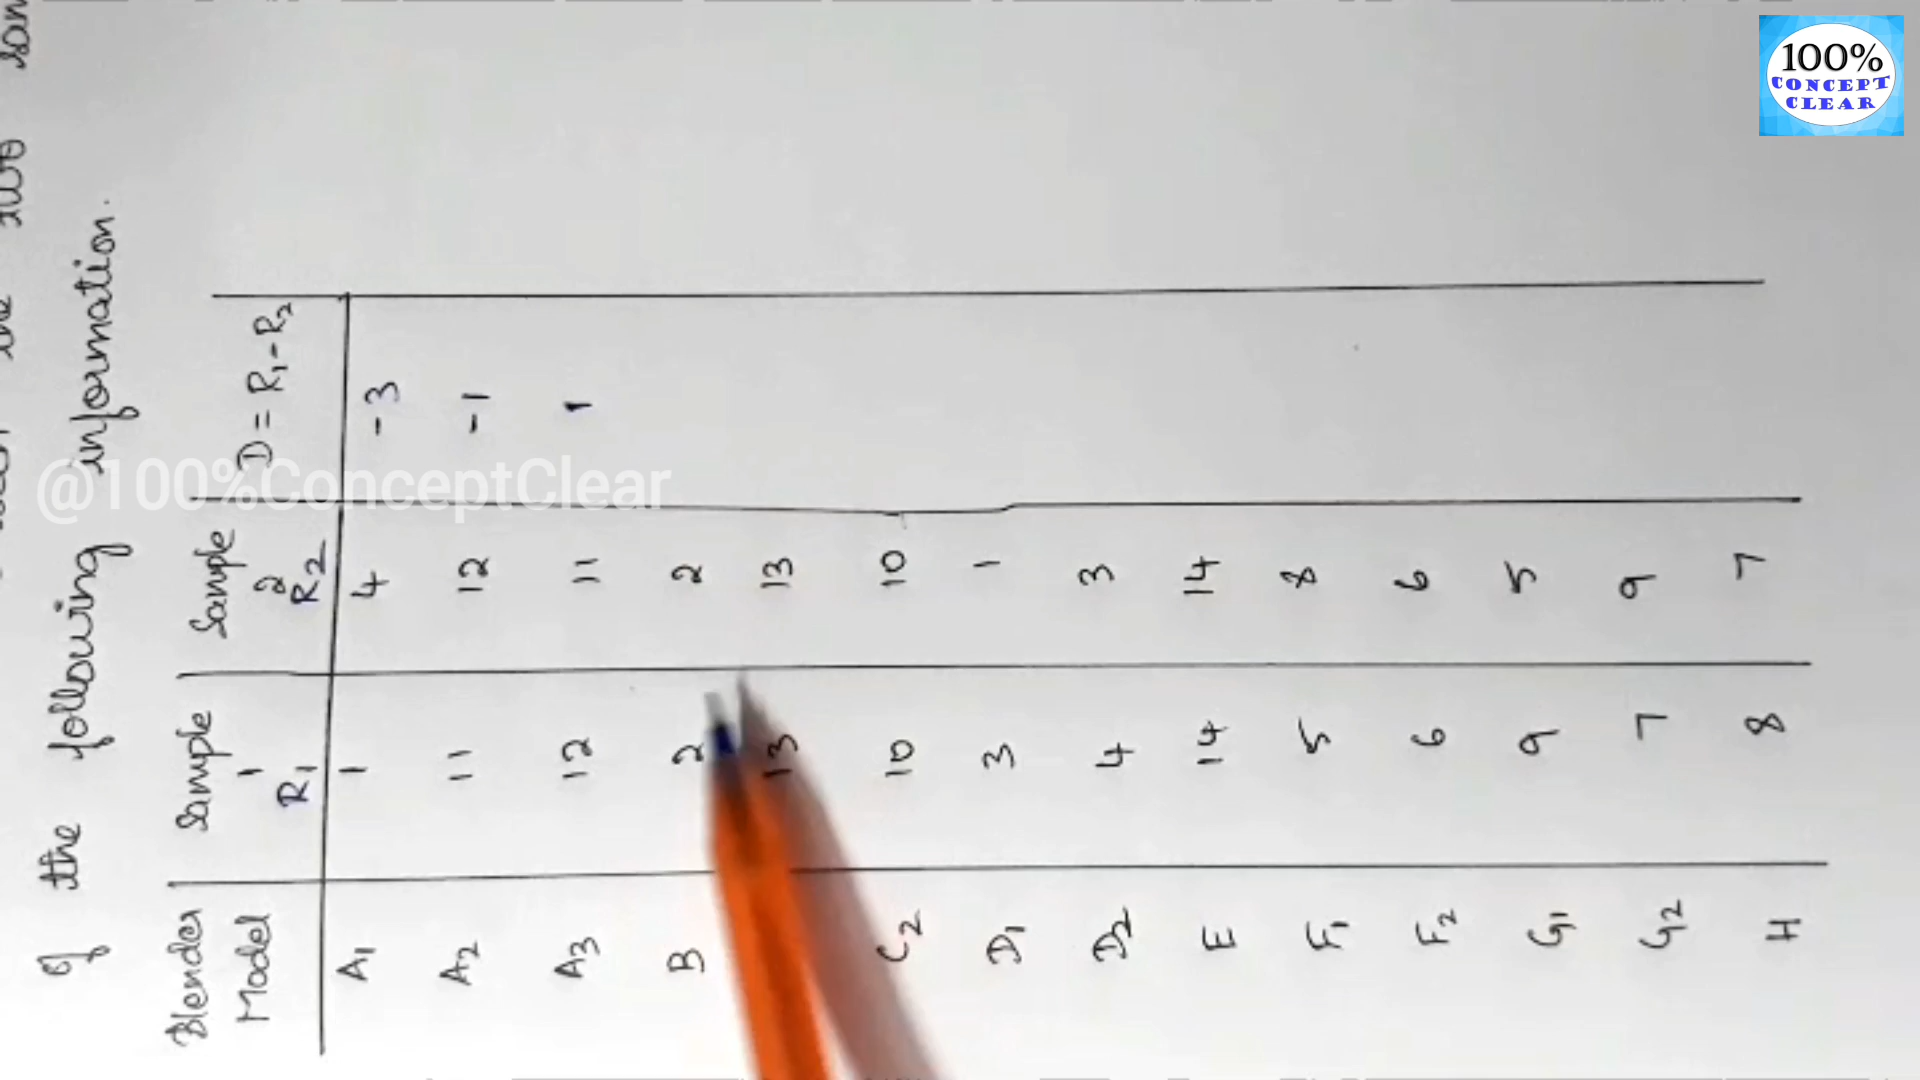 of the following information.
Blender Model Sample 1 R₁ Sample 2 R₂ D = R₁ - R₂
A₁ 1 4 -3
A₂ 11 12 -1
A₃ 12 11 1
B 2 2
13 13
C₂ 10 10
D₁ 3 1
D₂ 4 3
E 14 14
F₁ 5 8
F₂ 6 6
G₁ 9 5
G₂ 7 9
H 8 7
@100%ConceptClear
100%
CONCEPT
CLEAR